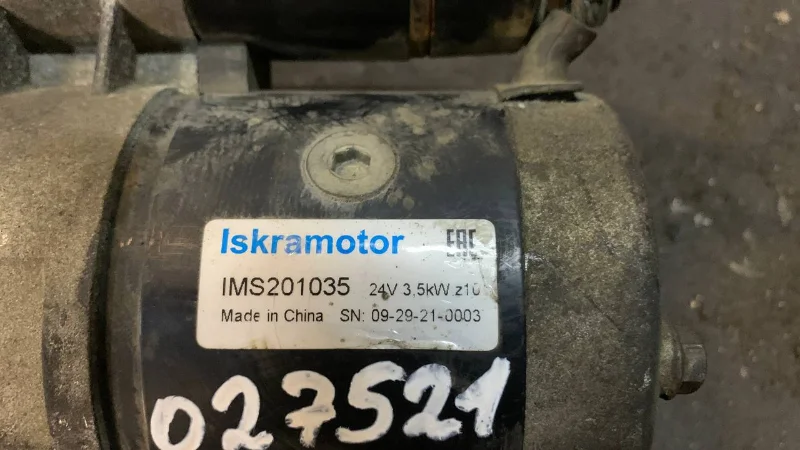 Iskramotor EAC
IMS201035 24V 3,5kW z10
Made in China SN: 09-29-21-0003
027521